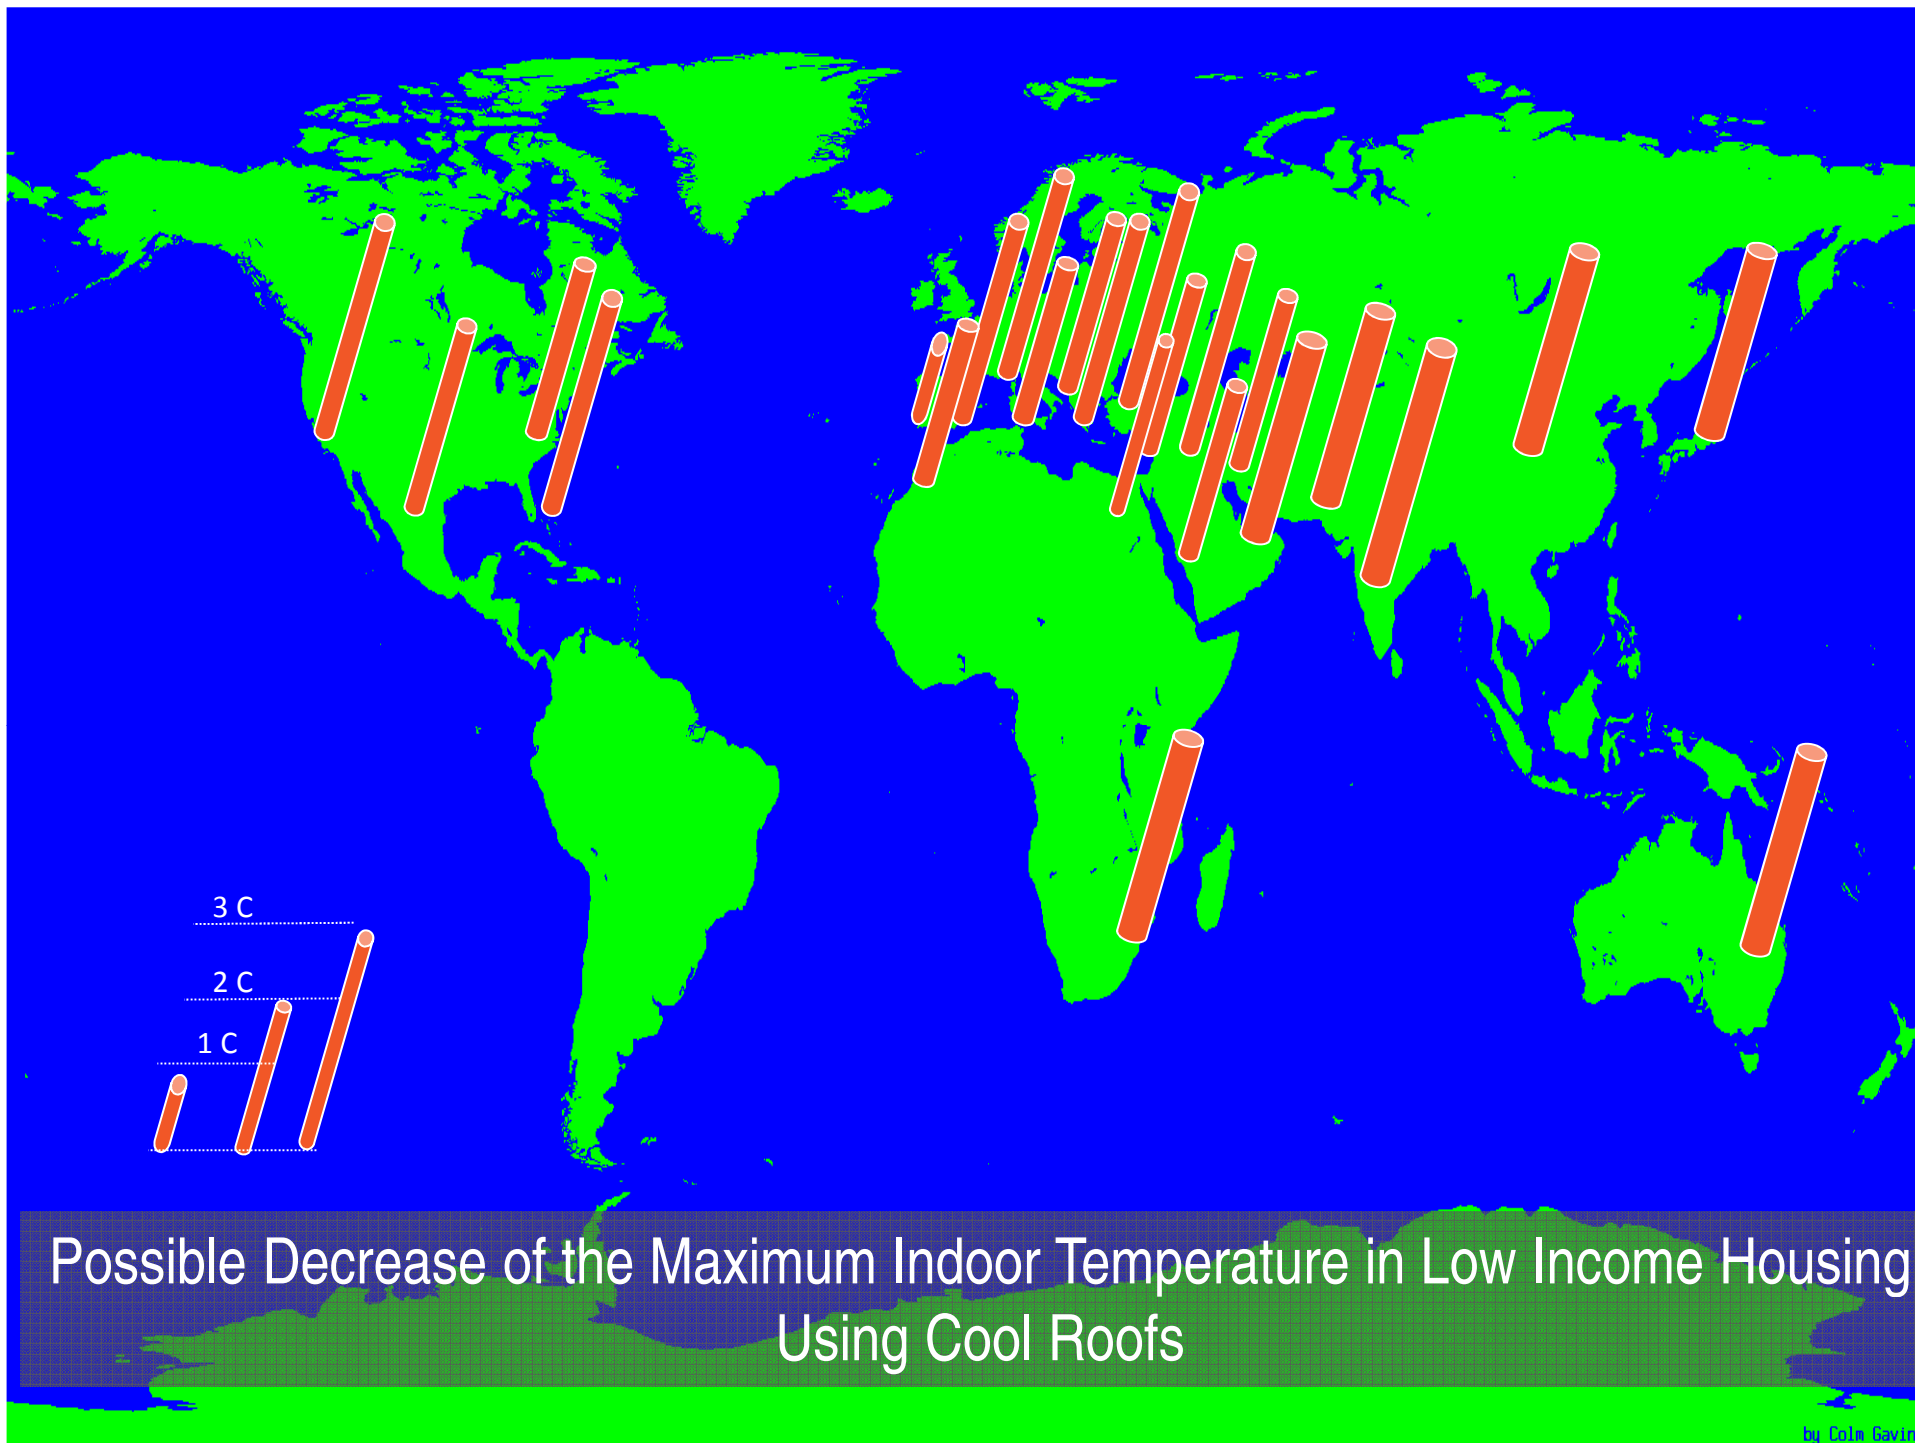 3 C
2 C
1 C
Possible Decrease of the Maximum Indoor Temperature in Low Income Housing
Using Cool Roofs
by Colm Gavin